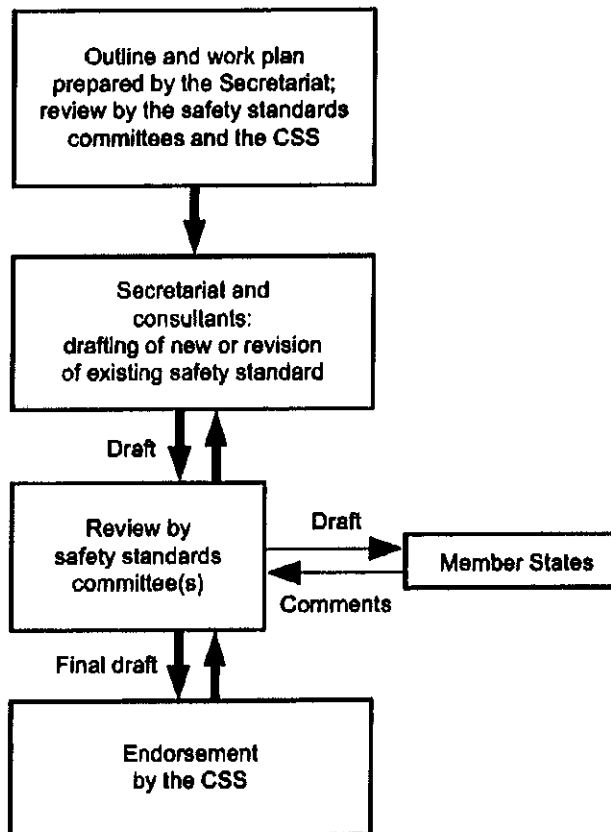 Outline and work plan
prepared by the Secretariat;
review by the safety standards
committees and the CSS
Secretariat and
consultants:
drafting of new or revision
of existing safety standard
Draft
Review by
safety standards
committee(s)
Draft
Member States
Comments
Final draft
Endorsement
by the CSS